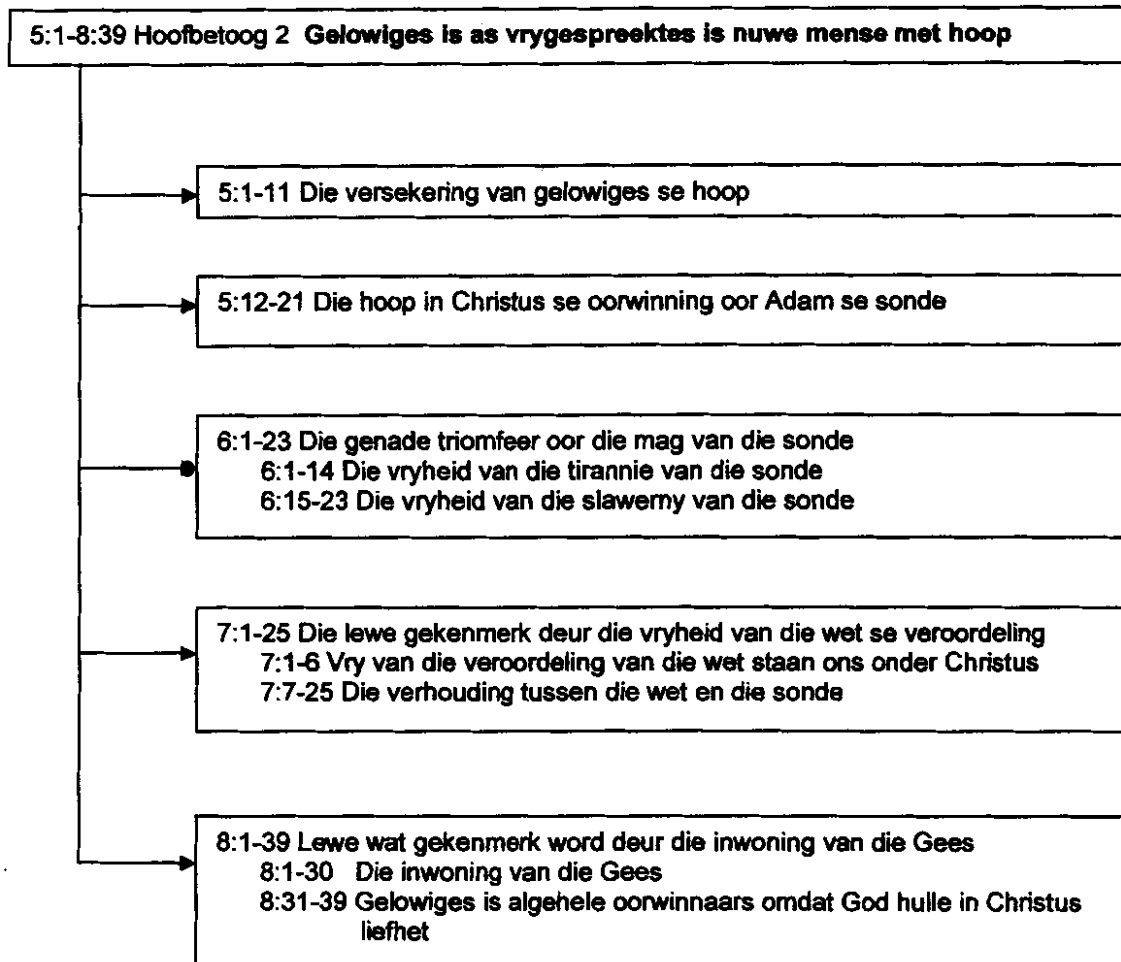 5:1-8:39 Hoofbetoog 2 Gelowiges is as vrygespreektes is nuwe mense met hoop
5:1-11 Die versekering van gelowiges se hoop
5:12-21 Die hoop in Christus se oorwinning oor Adam se sonde
6:1-23 Die genade triomfeer oor die mag van die sonde
6:1-14 Die vryheid van die tirannie van die sonde
6:15-23 Die vryheid van die slawerny van die sonde
7:1-25 Die lewe gekenmerk deur die vryheid van die wet se veroordeling
7:1-6 Vry van die veroordeling van die wet staan ons onder Christus
7:7-25 Die verhouding tussen die wet en die sonde
8:1-39 Lewe wat gekenmerk word deur die inwoning van die Gees
8:1-30 Die inwoning van die Gees
8:31-39 Gelowiges is algehele oorwinnaars omdat God hulle in Christus
liefhet